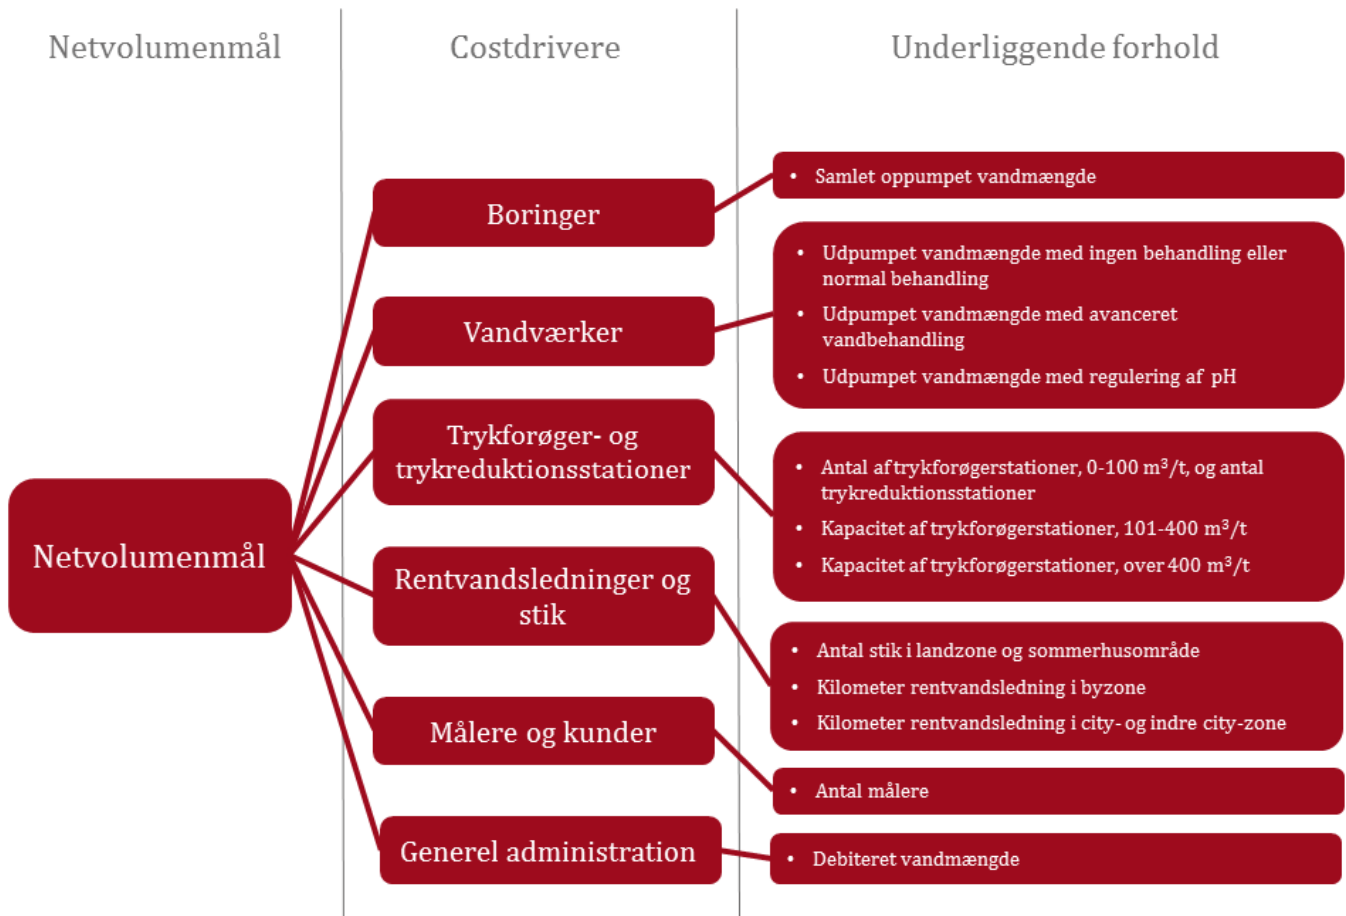 Netvolumenmål
Costdrivere
Underliggende forhold
Netvolumenmål
Boringer
Vandværker
Trykforøger- og
trykreduktionsstationer
Rentvandsledninger og
stik
Målere og kunder
Generel administration
• Samlet oppumpet vandmængde
• Udpumpet vandmængde med ingen behandling eller
normal behandling
• Udpumpet vandmængde med avanceret
vandbehandling
• Udpumpet vandmængde med regulering af pH
• Antal af trykforøgerstationer, 0-100 m³/t, og antal
trykreduktionsstationer
• Kapacitet af trykforøgerstationer, 101-400 m³/t
• Kapacitet af trykforøgerstationer, over 400 m³/t
• Antal stik i landzone og sommerhusområde
• Kilometer rentvandsledning i byzone
• Kilometer rentvandsledning i city- og indre city-zone
• Antal målere
• Debiteret vandmængde